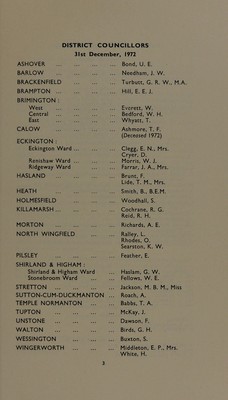 DISTRICT COUNCILLORS
31st December, 1972
ASHOVER ... ... ... ... Bond, U. E.
BARLOW ... ... ... ... Needham, J. W.
BRACKENFIELD ... ... ... Turbutt, G. R. W., M.A.
BRAMPTON ... ... ... ... Hill, E. E. J.
BRIMINGTON :
West ... ... ... Everett, W.
Central ... ... ... Bedford, W. H.
East ... ... ... Whyatt, T.
CALOW ... ... ... ... Ashmore, T. F.
(Deceased 1972)
ECKINGTON :
Eckington Ward ... ... ... Clegg, E. N., Mrs.
Cryer, D.
Renishaw Ward ... ... ... Morris, W. J.
Ridgeway Ward ... ... ... Farrar, J. A., Mrs.
HASLAND ... ... ... ... Brunt, F.
Lide, T. M., Mrs.
HEATH ... ... ... ... Smith, B., B.E.M.
HOLMESFIELD ... ... ... Woodhall, S.
KILLAMARSH ... ... ... ... Cochrane, R. G.
Reid, R. H.
MORTON ... ... ... ... Richards, A. E.
NORTH WINGFIELD ... ... Ralley, L.
Rhodes, O.
Searston, K. W.
PILSLEY ... ... ... ... Feather, E.
SHIRLAND & HIGHAM :
Shirland & Higham Ward ... Haslam, G. W.
Stonebroom Ward ... ... Fellows, W. E.
STRETTON ... ... ... ... Jackson, M. B. M., Miss
SUTTON-CUM-DUCKMANTON ... Roach, A.
TEMPLE NORMANTON ... ... Babbs, T. A.
TUPTON ... ... ... ... McKay, J.
UNSTONE ... ... ... ... Dawson, F.
WALTON ... ... ... ... Birds, G. H.
WESSINGTON ... ... ... Buxton, S.
WINGERWORTH ... ... ... Middleton, E. P., Mrs.
White, H.
3